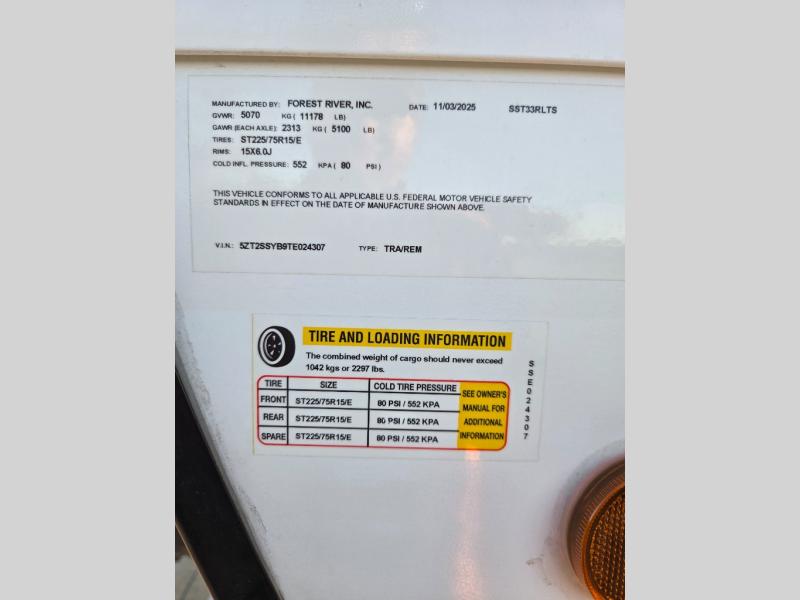 MANUFACTURED BY: FOREST RIVER, INC. DATE: 11/03/2025 SST33RLTS
GVWR: 5070 KG ( 11178 LB)
GAWR (EACH AXLE): 2313 KG ( 5100 LB)
TIRES: ST225/75R15/E
RIMS: 15X6.0J
COLD INFL. PRESSURE: 552 KPA ( 80 PSI )
THIS VEHICLE CONFORMS TO ALL APPLICABLE U.S. FEDERAL MOTOR VEHICLE SAFETY
STANDARDS IN EFFECT ON THE DATE OF MANUFACTURE SHOWN ABOVE.
V.I.N.: 5ZT2SSYB9TE024307 TYPE: TRA/REM
TIRE AND LOADING INFORMATION
The combined weight of cargo should never exceed
1042 kgs or 2297 lbs.
TIRE SIZE COLD TIRE PRESSURE
FRONT ST225/75R15/E 80 PSI / 552 KPA
REAR ST225/75R15/E 80 PSI / 552 KPA
SPARE ST225/75R15/E 80 PSI / 552 KPA
SEE OWNER'S
MANUAL FOR
ADDITIONAL
INFORMATION
SSE024307